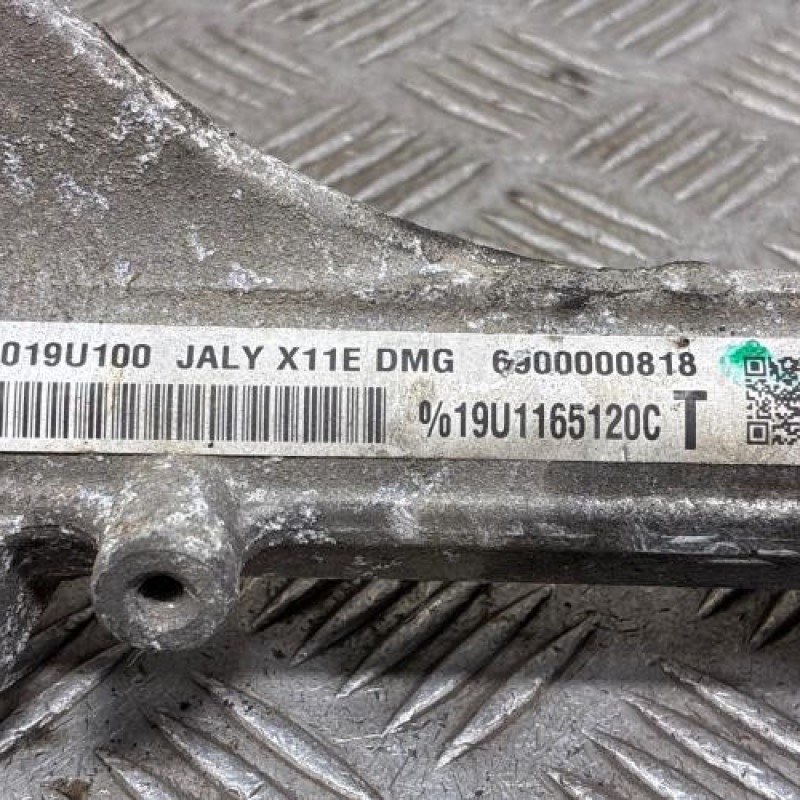 019U100 JALY X11E DMG 6900000818
%19U1165120C T